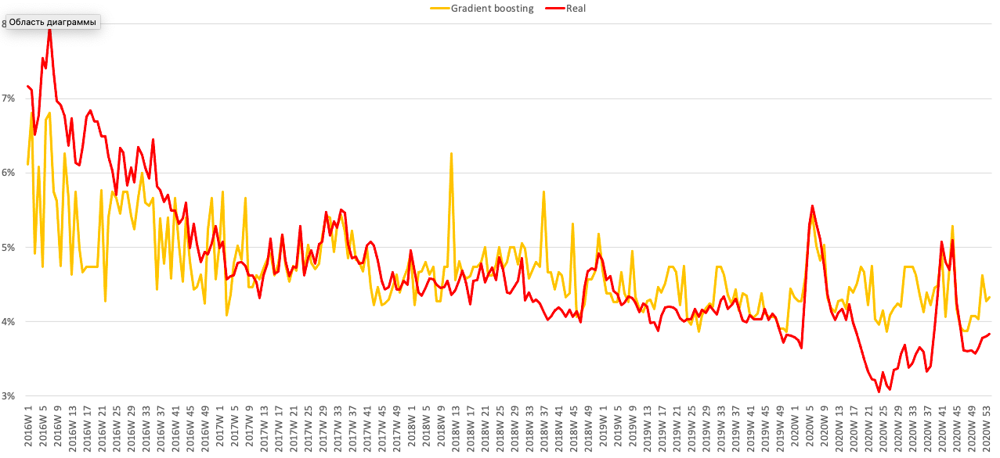 Gradient boosting Real
8
Область диаграммы
7%
6%
5%
4%
3%
2016W 1
2016W 5
2016W 9
2016W 13
2016W 17
2016W 21
2016W 25
2016W 29
2016W 33
2016W 37
2016W 41
2016W 45
2016W 49
2017W 1
2017W 5
2017W 9
2017W 13
2017W 17
2017W 21
2017W 25
2017W 29
2017W 33
2017W 37
2017W 41
2017W 45
2017W 49
2018W 1
2018W 5
2018W 9
2018W 13
2018W 17
2018W 21
2018W 25
2018W 29
2018W 33
2018W 37
2018W 41
2018W 45
2018W 49
2019W 1
2019W 5
2019W 9
2019W 13
2019W 17
2019W 21
2019W 25
2019W 29
2019W 33
2019W 37
2019W 41
2019W 45
2019W 49
2020W 1
2020W 5
2020W 9
2020W 13
2020W 17
2020W 21
2020W 25
2020W 29
2020W 33
2020W 37
2020W 41
2020W 45
2020W 49
2020W 53